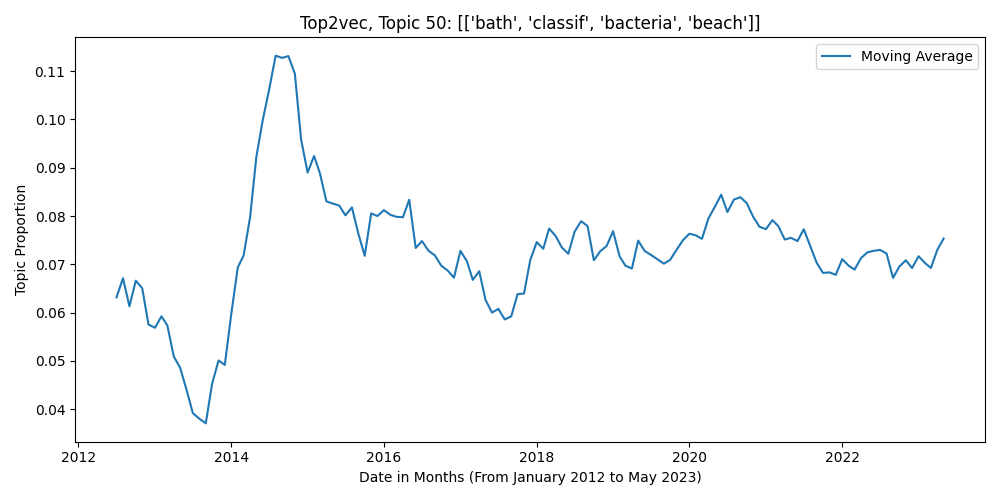 Top2vec, Topic 50: [['bath', 'classif', 'bacteria', 'beach']]
Moving Average
Topic Proportion
0.11
0.10
0.09
0.08
0.07
0.06
0.05
0.04
2012 2014 2016 2018 2020 2022
Date in Months (From January 2012 to May 2023)